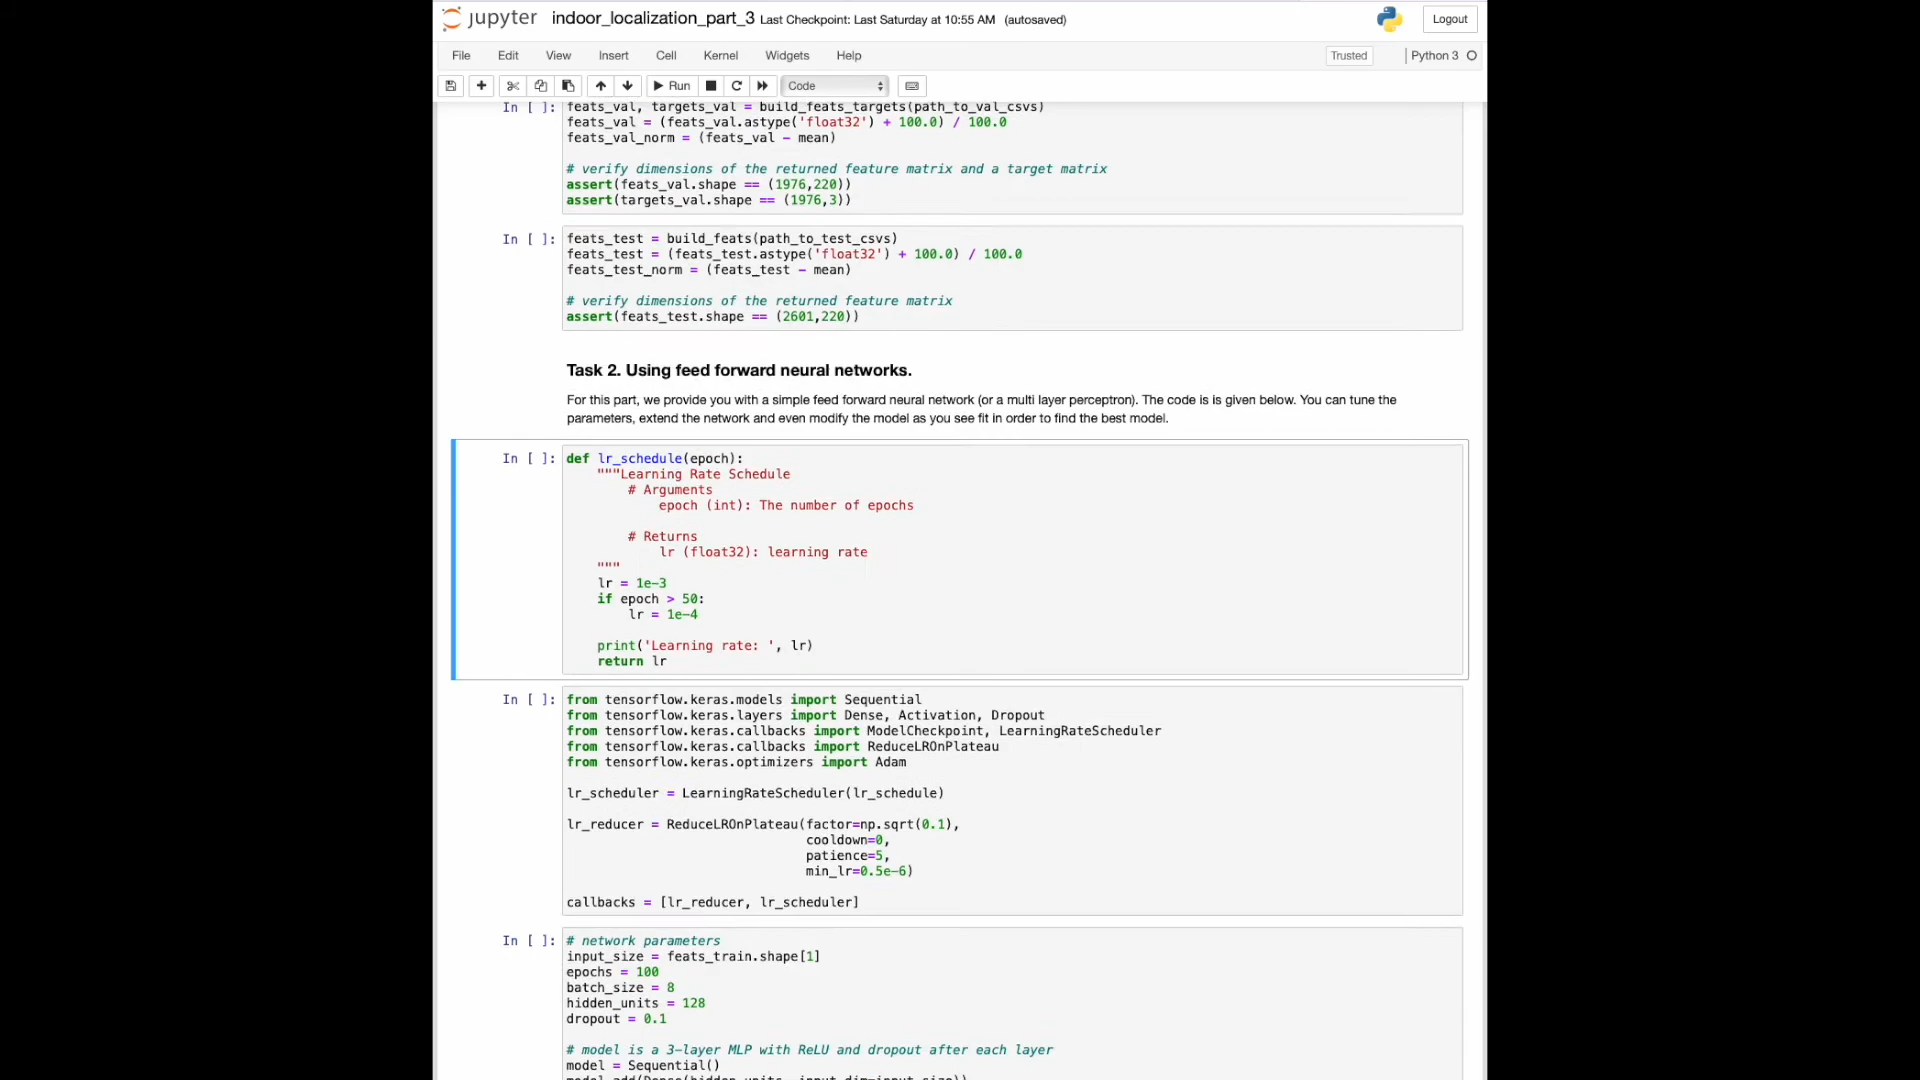 jupyter indoor_localization_part_3 Last Checkpoint: Last Saturday at 10:55 AM (autosaved) Logout
File Edit View Insert Cell Kernel Widgets Help Trusted Python 3
Run Code
In [ ]: feats_val, targets_val = build_feats_targets(path_to_val_csvs)
feats_val = (feats_val.astype('float32') + 100.0) / 100.0
feats_val_norm = (feats_val - mean)
# verify dimensions of the returned feature matrix and a target matrix
assert(feats_val.shape == (1976,220))
assert(targets_val.shape == (1976,3))
In [ ]: feats_test = build_feats(path_to_test_csvs)
feats_test = (feats_test.astype('float32') + 100.0) / 100.0
feats_test_norm = (feats_test - mean)
# verify dimensions of the returned feature matrix
assert(feats_test.shape == (2601,220))
Task 2. Using feed forward neural networks.
For this part, we provide you with a simple feed forward neural network (or a multi layer perceptron). The code is is given below. You can tune the
parameters, extend the network and even modify the model as you see fit in order to find the best model.
In [ ]: def lr_schedule(epoch):
"""Learning Rate Schedule
# Arguments
epoch (int): The number of epochs
# Returns
lr (float32): learning rate
"""
lr = 1e-3
if epoch > 50:
lr = 1e-4
print('Learning rate: ', lr)
return lr
In [ ]: from tensorflow.keras.models import Sequential
from tensorflow.keras.layers import Dense, Activation, Dropout
from tensorflow.keras.callbacks import ModelCheckpoint, LearningRateScheduler
from tensorflow.keras.callbacks import ReduceLROnPlateau
from tensorflow.keras.optimizers import Adam
lr_scheduler = LearningRateScheduler(lr_schedule)
lr_reducer = ReduceLROnPlateau(factor=np.sqrt(0.1),
cooldown=0,
patience=5,
min_lr=0.5e-6)
callbacks = [lr_reducer, lr_scheduler]
In [ ]: # network parameters
input_size = feats_train.shape[1]
epochs = 100
batch_size = 8
hidden_units = 128
dropout = 0.1
# model is a 3-layer MLP with ReLU and dropout after each layer
model = Sequential()
model.add(Dense(hidden_units, input_dim=input_size))